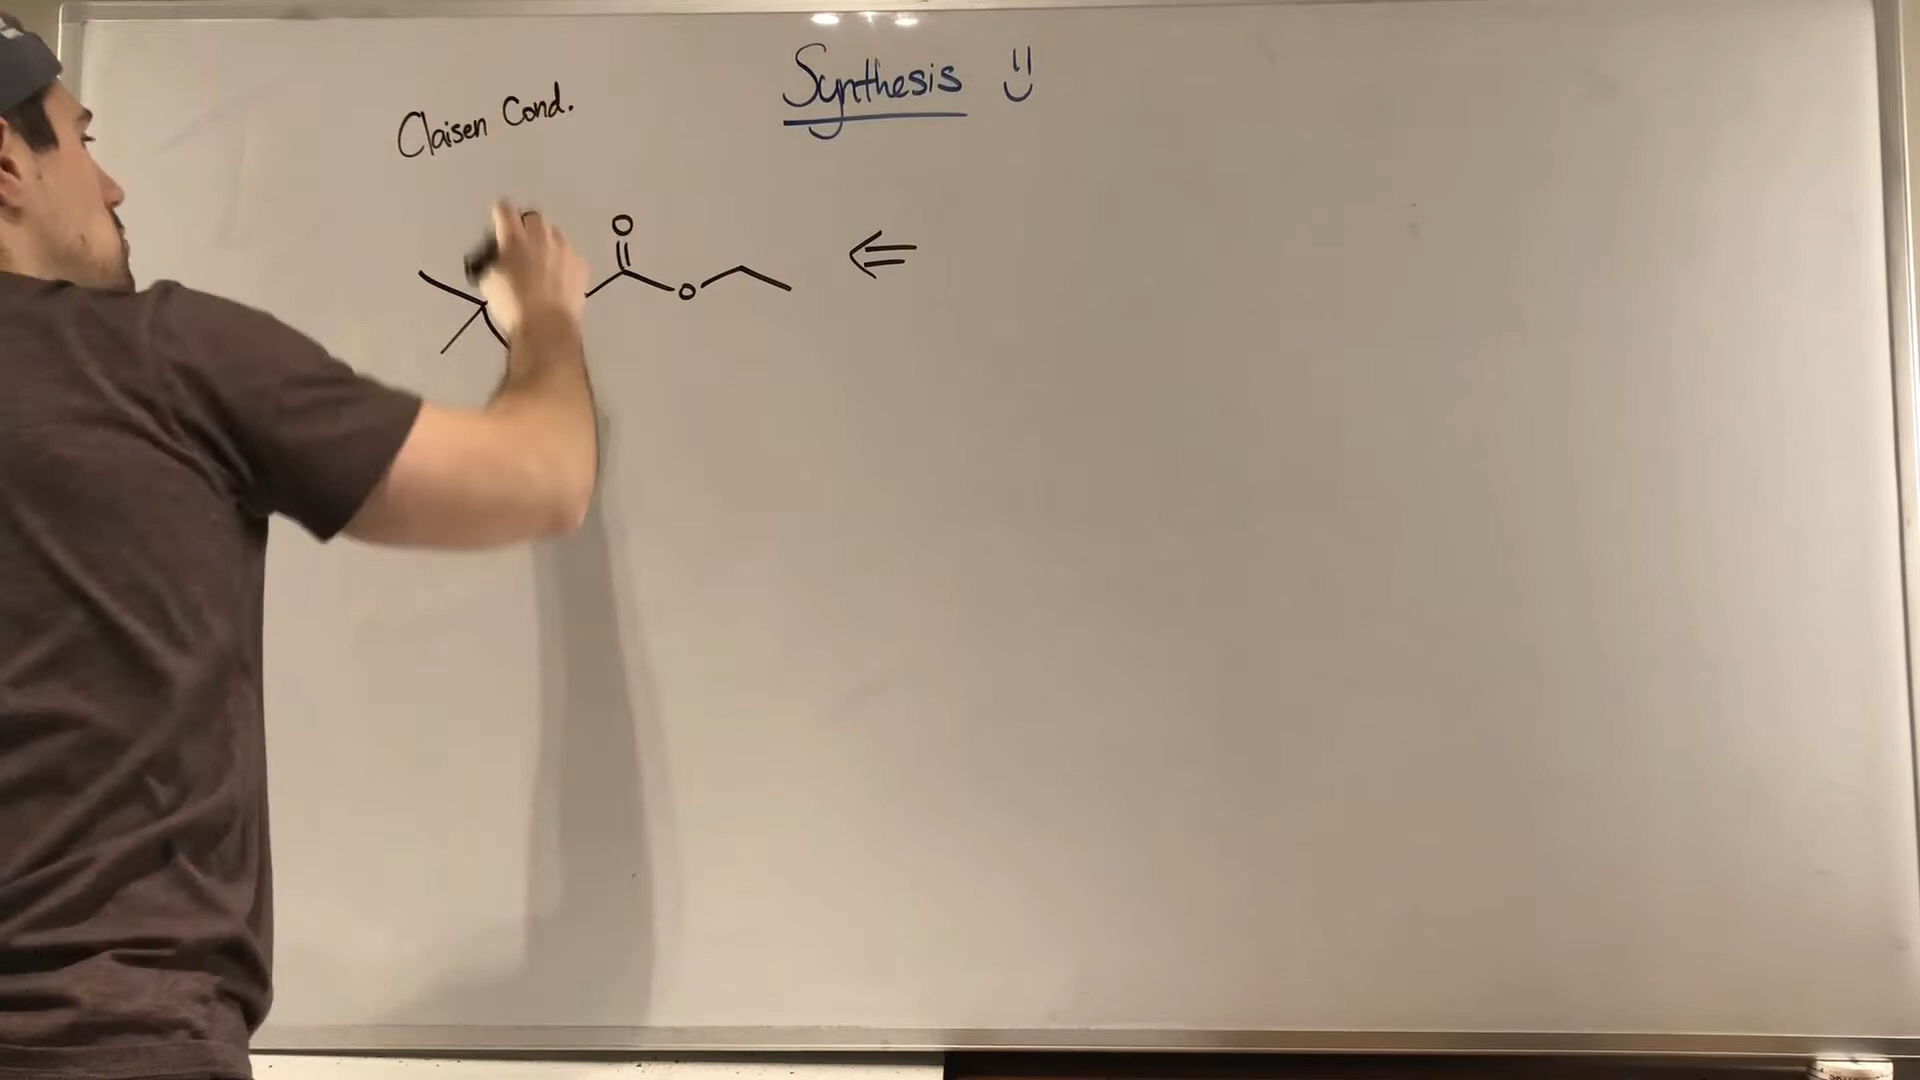 Synthesis
Claisen Cond.
O
O